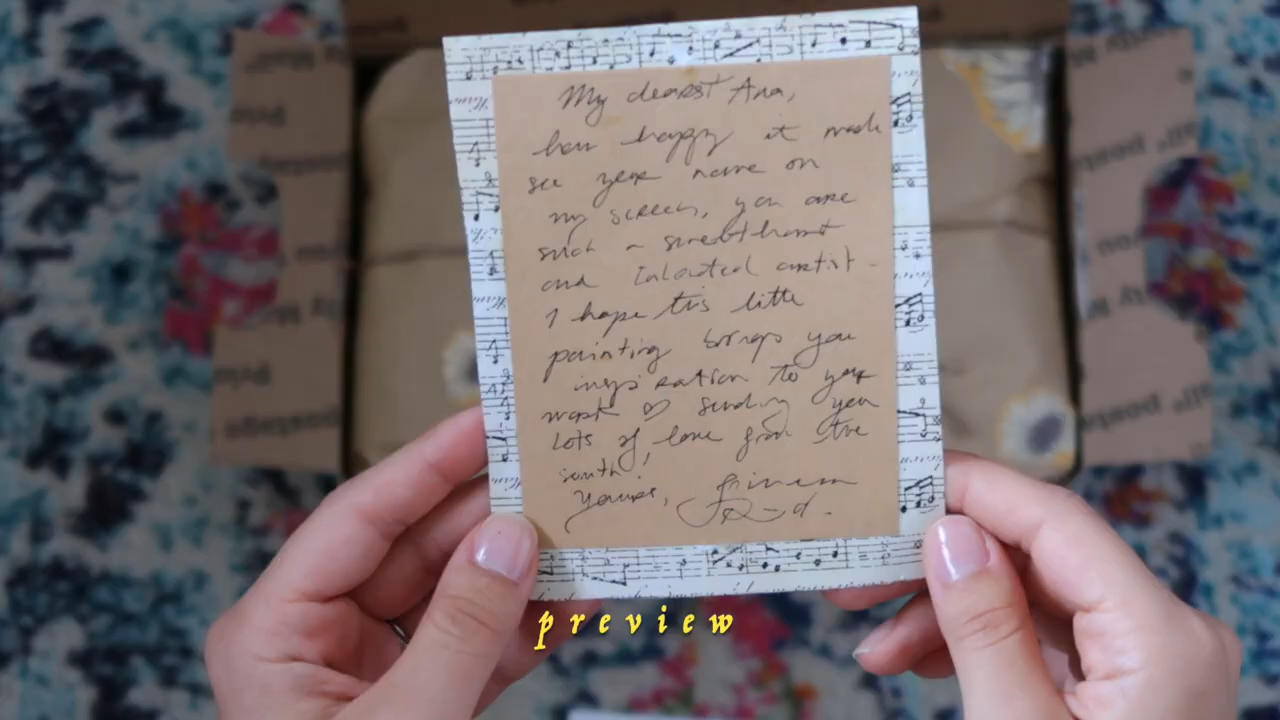 My dearest Ana,
how happy it made
see your name on
my screen, you are
such a sweetheart
and talented artist.
I hope this little
painting brings you
inspiration to your
work ♡ sending you
lots of love from the
south,
Yours,
preview